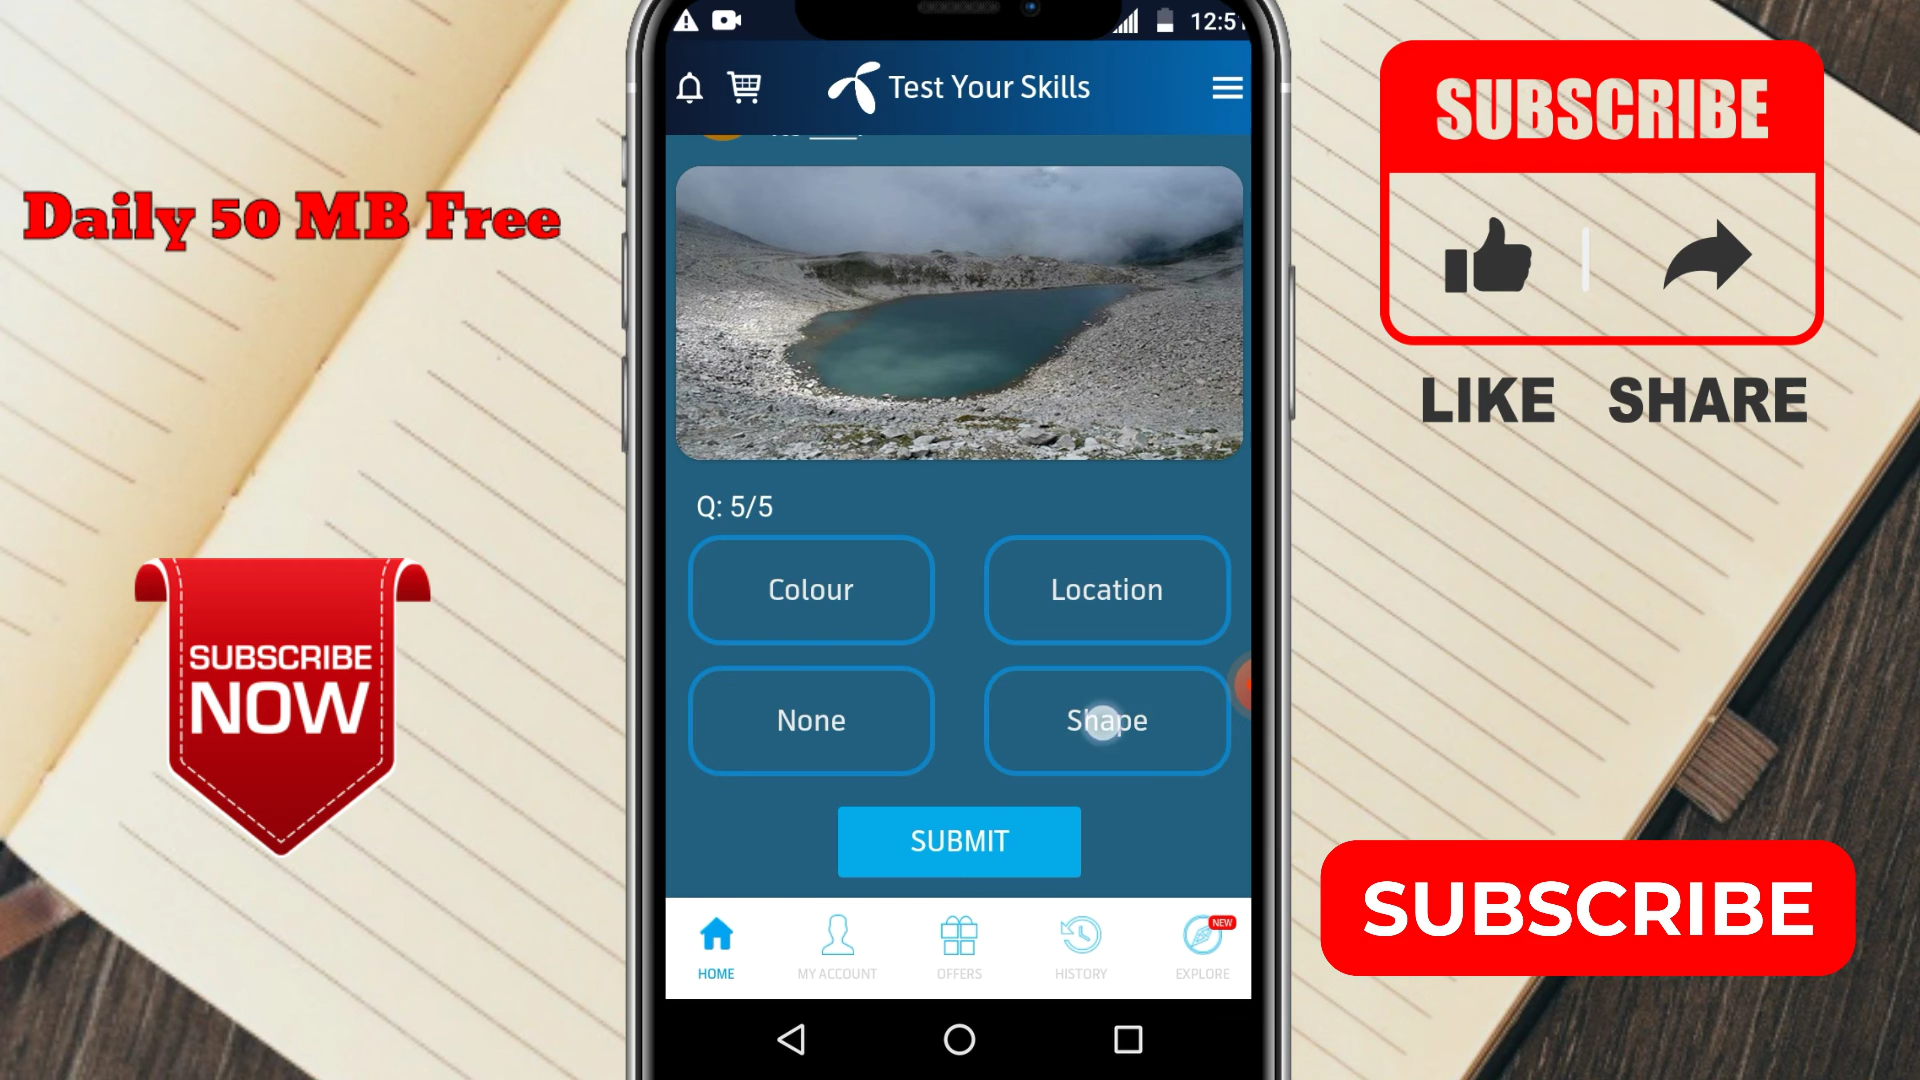 12:51
Test Your Skills
Daily 50 MB Free
Q: 5/5
Colour
Location
None
Shape
SUBMIT
HOME
MY ACCOUNT
OFFERS
HISTORY
NEW
EXPLORE
SUBSCRIBE
NOW
SUBSCRIBE
LIKE SHARE
SUBSCRIBE